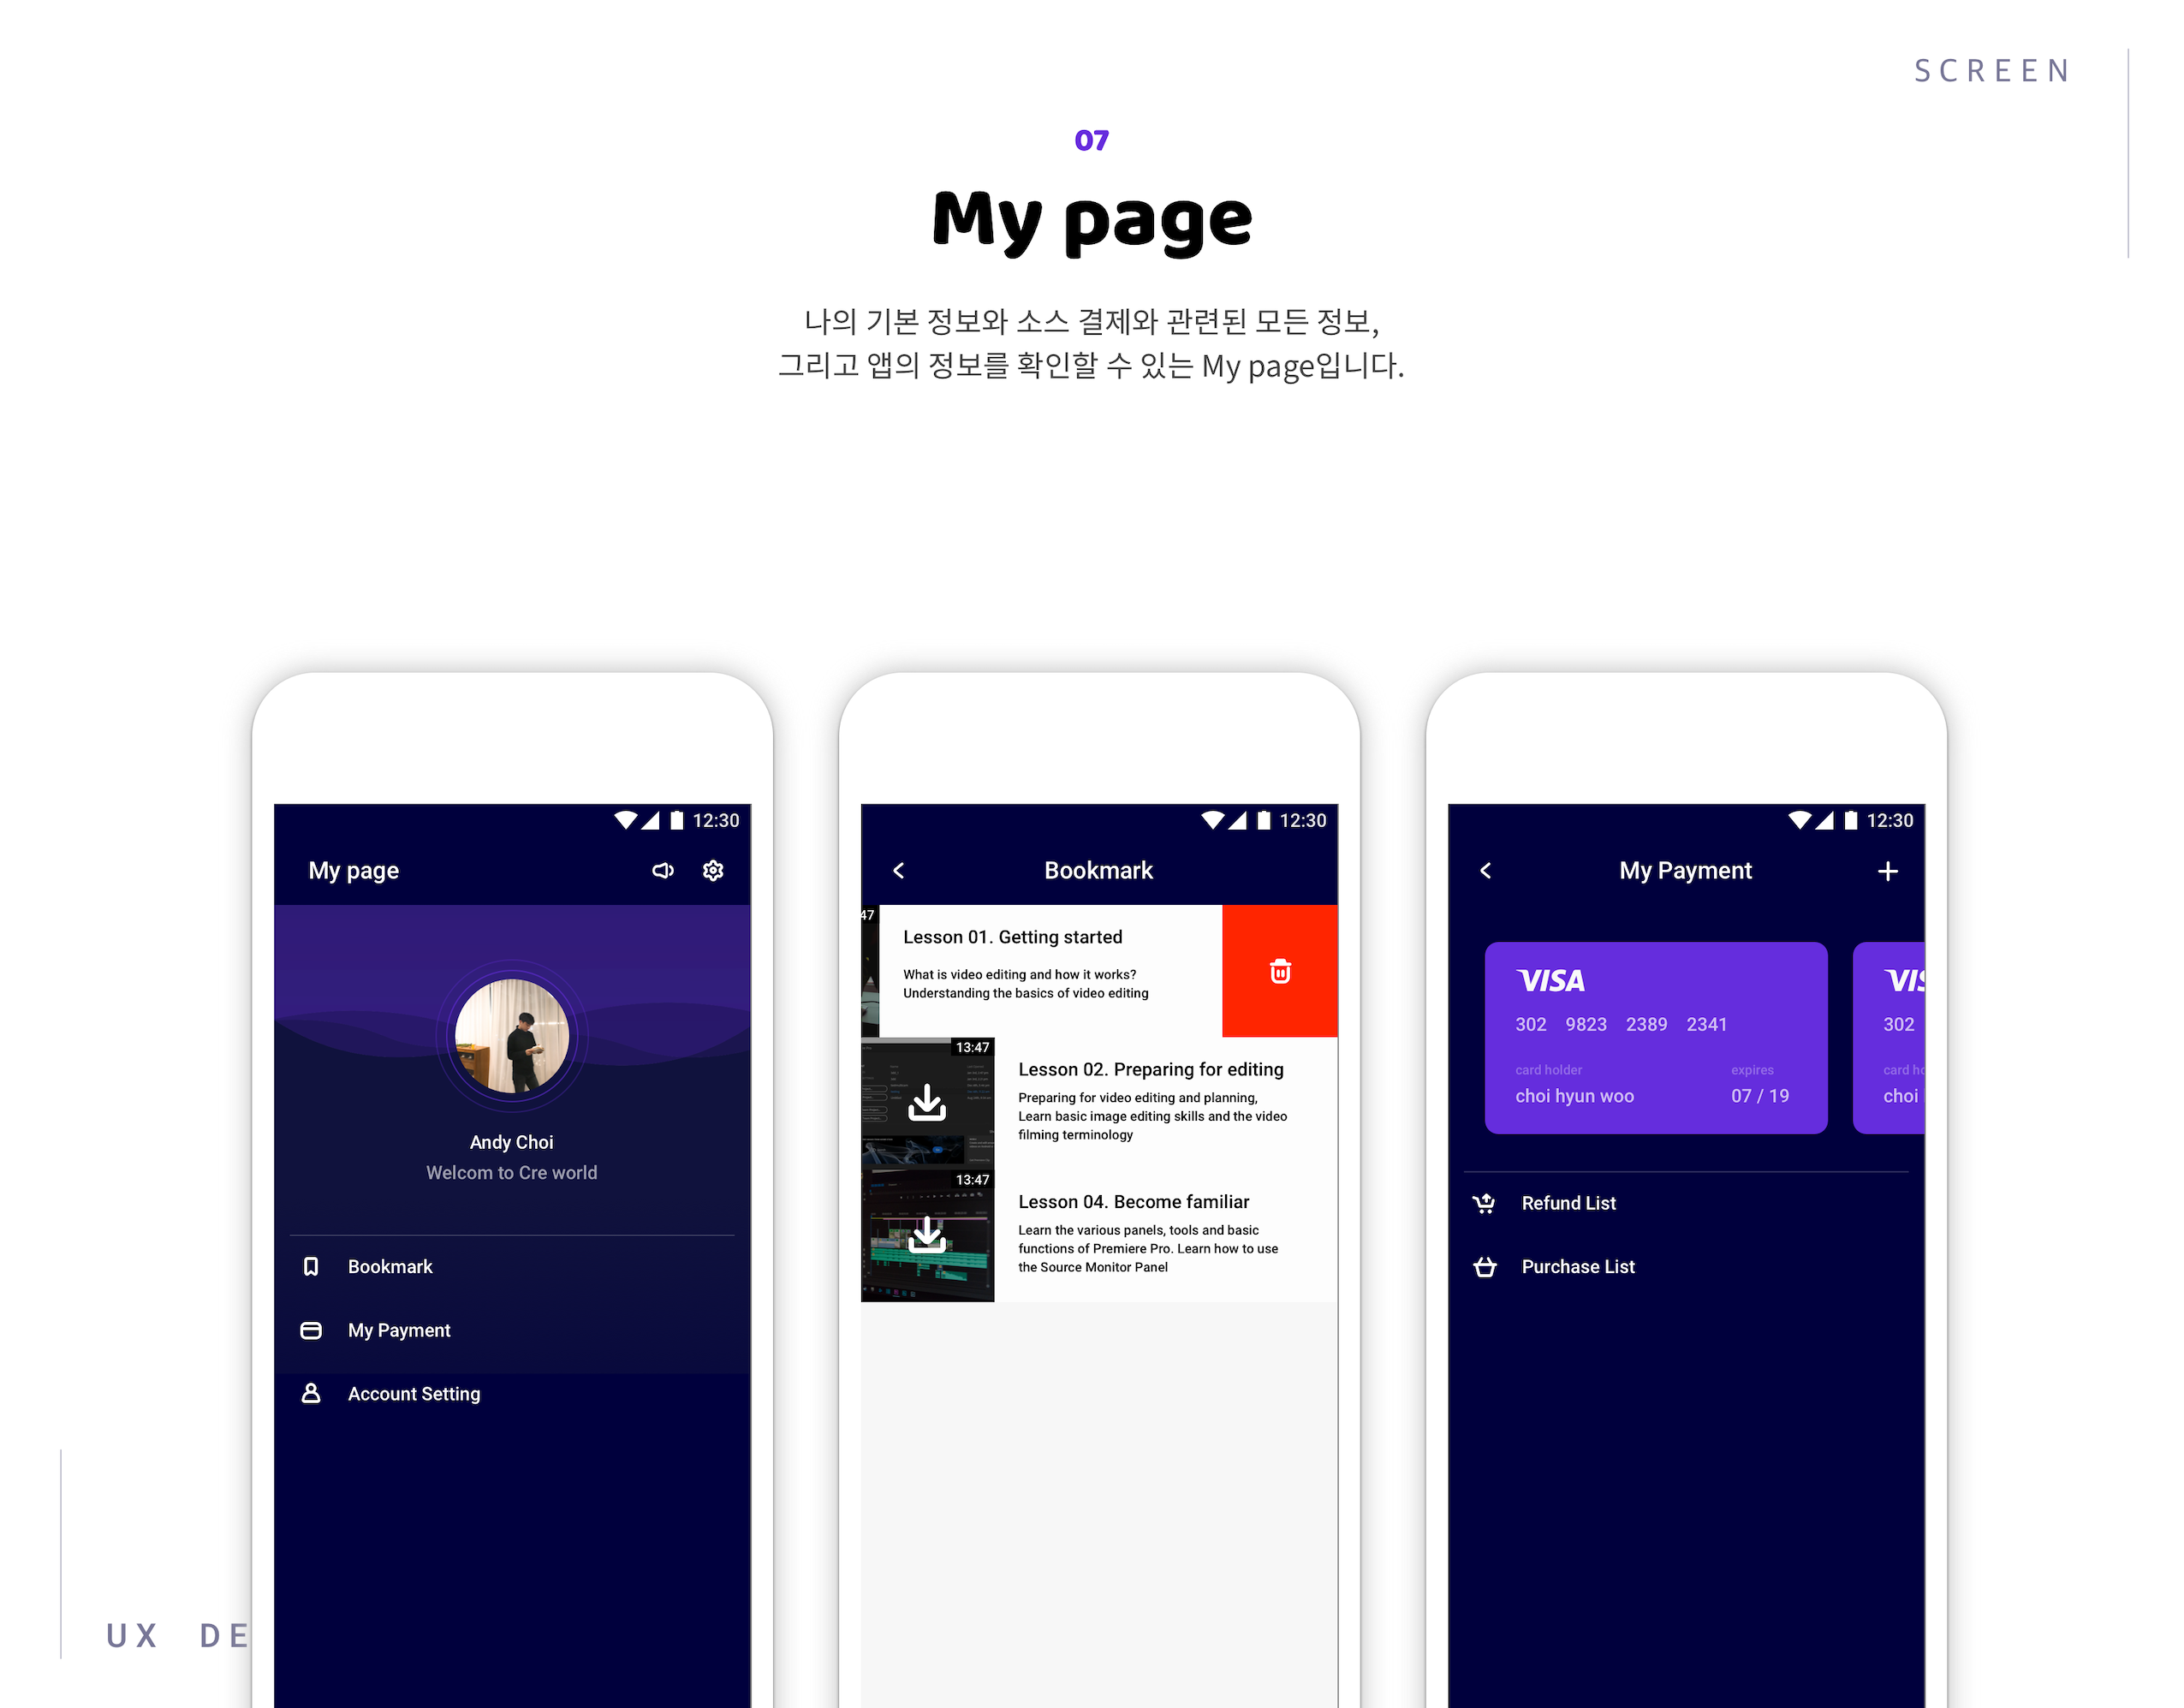 SCREEN
07
My page
나의 기본 정보와 소스 결제와 관련된 모든 정보,
그리고 앱의 정보를 확인할 수 있는 My page입니다.
12:30
My page
Andy Choi
Welcom to Cre world
Bookmark
My Payment
Account Setting
12:30
Bookmark
47
Lesson 01. Getting started
What is video editing and how it works?
Understanding the basics of video editing
13:47
Lesson 02. Preparing for editing
Preparing for video editing and planning,
Learn basic image editing skills and the video
filming terminology
13:47
Lesson 04. Become familiar
Learn the various panels, tools and basic
functions of Premiere Pro. Learn how to use
the Source Monitor Panel
12:30
My Payment
VISA
302 9823 2389 2341
card holder expires
choi hyun woo 07 / 19
VIS
302
card ho
choi
Refund List
Purchase List
UX DE